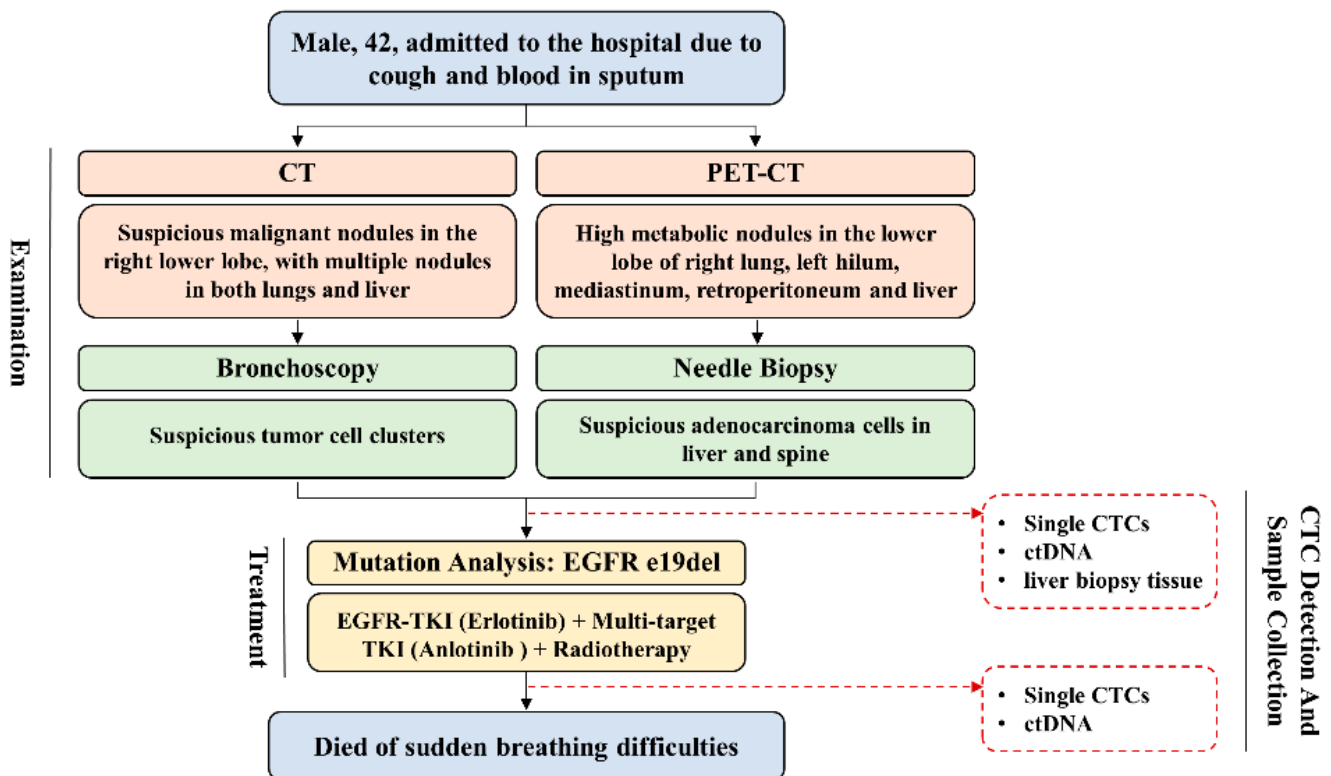 Male, 42, admitted to the hospital due to
cough and blood in sputum
Examination
CT
PET-CT
Suspicious malignant nodules in the
right lower lobe, with multiple nodules
in both lungs and liver
High metabolic nodules in the lower
lobe of right lung, left hilum,
mediastinum, retroperitoneum and liver
Bronchoscopy
Needle Biopsy
Suspicious tumor cell clusters
Suspicious adenocarcinoma cells in
liver and spine
CTC Detection And
Sample Collection
• Single CTCs
• ctDNA
• liver biopsy tissue
Treatment
Mutation Analysis: EGFR e19del
EGFR-TKI (Erlotinib) + Multi-target
TKI (Anlotinib ) + Radiotherapy
• Single CTCs
• ctDNA
Died of sudden breathing difficulties